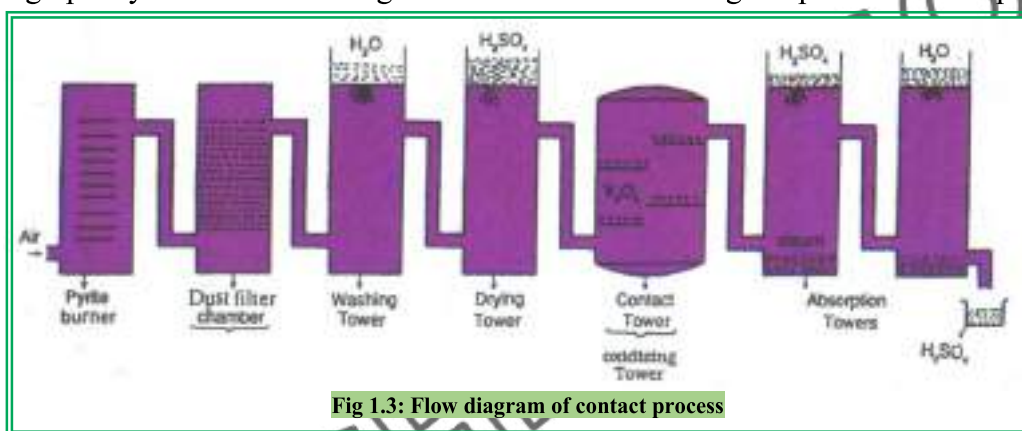 H₂O
H₂SO₄
H₂SO₄
H₂O
V₂O₅
Air
Pyrite
burner
Dust filter
chamber
Washing
Tower
Drying
Tower
Contact
Tower
oxidizing
Tower
Absorption
Towers
H₂SO₄
Fig 1.3: Flow diagram of contact process